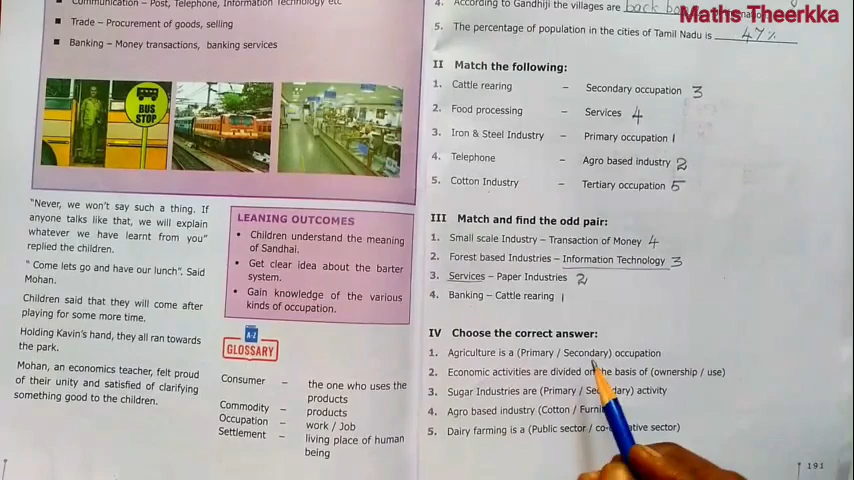 Communication – Post, Telephone, Information Technology etc
Trade – Procurement of goods, selling
Banking – Money transactions, banking services
BUS
STOP
"Never, we won't say such a thing. If
anyone talks like that, we will explain
whatever we have learnt from you"
replied the children.
" Come lets go and have our lunch". Said
Mohan.
Children said that they will come after
playing for some more time.
Holding Kavin's hand, they all ran towards
the park.
Mohan, an economics teacher, felt proud
of their unity and satisfied of clarifying
something good to the children.
LEANING OUTCOMES
Children understand the meaning
of Sandhai.
Get clear idea about the barter
system.
Gain knowledge of the various
kinds of occupation.
A-Z
GLOSSARY
Consumer – the one who uses the
products
Commodity – products
Occupation – work / Job
Settlement – living place of human
being
Maths Theerkka
4. According to Gandhiji the villages are back
5. The percentage of population in the cities of Tamil Nadu is 47%
II Match the following:
1. Cattle rearing – Secondary occupation 3
2. Food processing – Services 4
3. Iron & Steel Industry – Primary occupation 1
4. Telephone – Agro based industry 2
5. Cotton Industry – Tertiary occupation 5
III Match and find the odd pair:
1. Small scale Industry – Transaction of Money 4
2. Forest based Industries – Information Technology 3
3. Services – Paper Industries 2
4. Banking – Cattle rearing 1
IV Choose the correct answer:
1. Agriculture is a (Primary / Secondary) occupation
2. Economic activities are divided on the basis of (ownership / use)
3. Sugar Industries are (Primary / Secondary) activity
4. Agro based industry (Cotton /
5. Dairy farming is a (Public sector / co-operative sector)
191